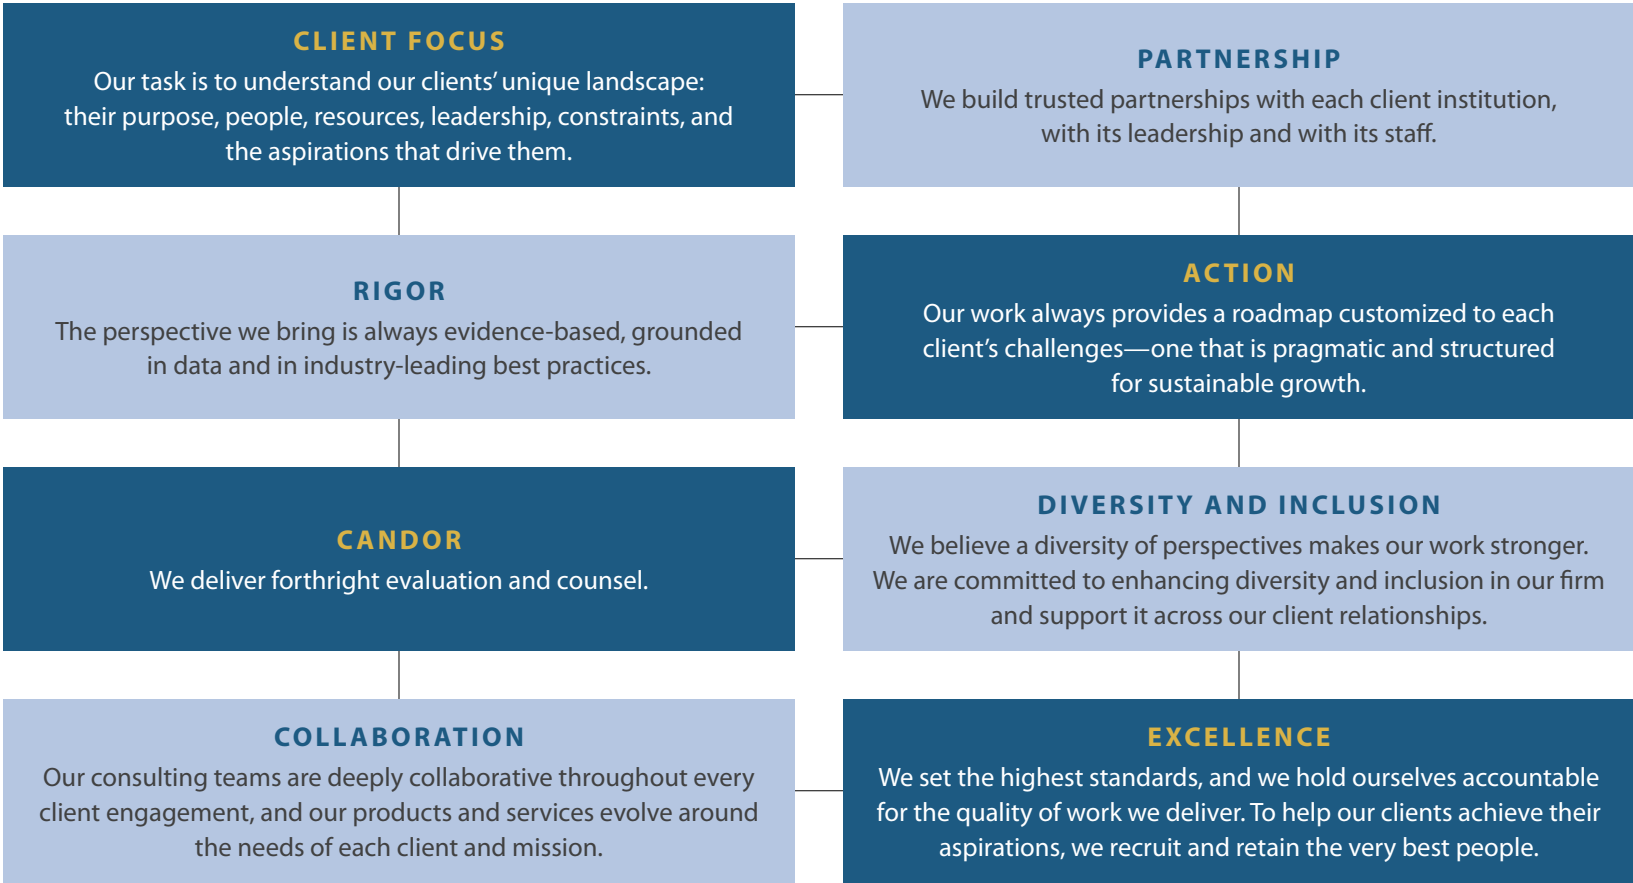 CLIENT FOCUS
Our task is to understand our clients’ unique landscape:
their purpose, people, resources, leadership, constraints, and
the aspirations that drive them.
PARTNERSHIP
We build trusted partnerships with each client institution,
with its leadership and with its staff.
RIGOR
The perspective we bring is always evidence-based, grounded
in data and in industry-leading best practices.
ACTION
Our work always provides a roadmap customized to each
client’s challenges—one that is pragmatic and structured
for sustainable growth.
CANDOR
We deliver forthright evaluation and counsel.
DIVERSITY AND INCLUSION
We believe a diversity of perspectives makes our work stronger.
We are committed to enhancing diversity and inclusion in our firm
and support it across our client relationships.
COLLABORATION
Our consulting teams are deeply collaborative throughout every
client engagement, and our products and services evolve around
the needs of each client and mission.
EXCELLENCE
We set the highest standards, and we hold ourselves accountable
for the quality of work we deliver. To help our clients achieve their
aspirations, we recruit and retain the very best people.